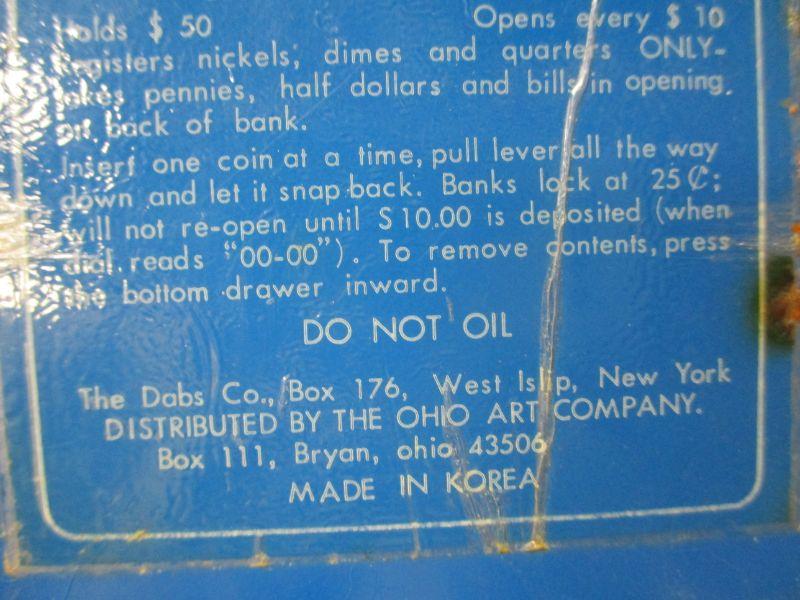 Holds $ 50 Opens every $ 10
Registers nickels, dimes and quarters ONLY-
takes pennies, half dollars and bills in opening
on back of bank.
Insert one coin at a time, pull lever all the way
down and let it snap back. Banks lock at 25 ₵;
will not re-open until $10.00 is deposited (when
dial reads "00-00"). To remove contents, press
the bottom drawer inward.
DO NOT OIL
The Dabs Co., Box 176, West Islip, New York
DISTRIBUTED BY THE OHIO ART COMPANY.
Box 111, Bryan, ohio 43506
MADE IN KOREA